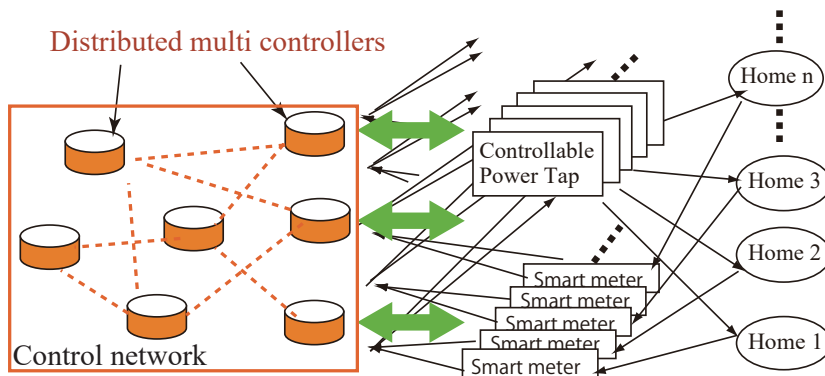 Distributed multi controllers
Home n
Controllable
Power Tap
Home 3
Home 2
Smart meter
Smart meter
Smart meter
Smart meter
Smart meter
Home 1
Control network